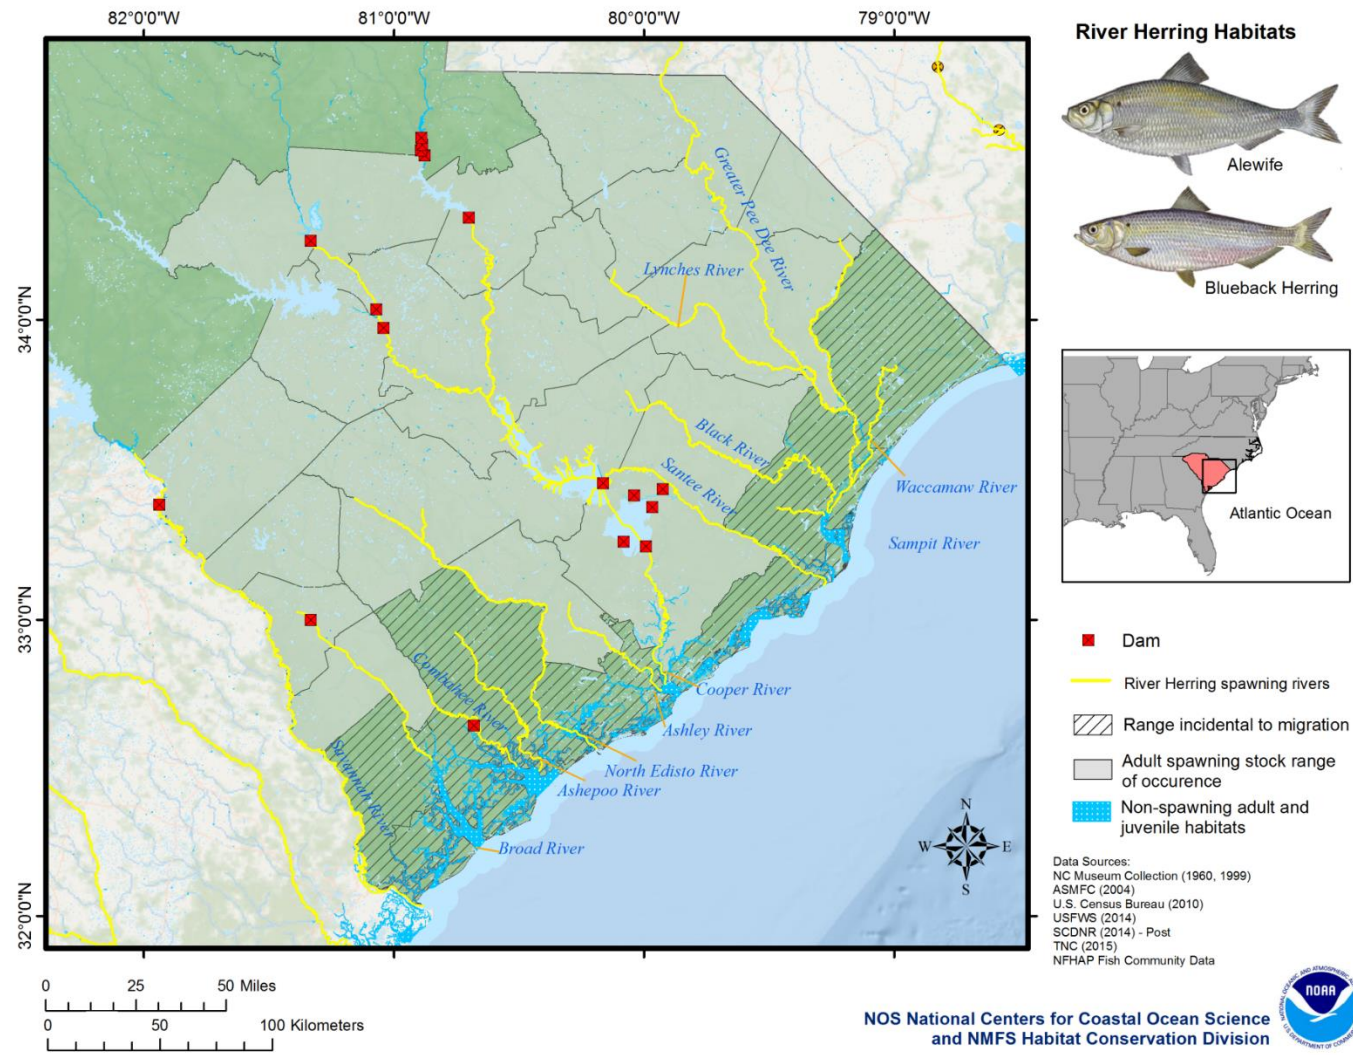 82°0'0"W
81°0'0"W
80°0'0"W
79°0'0"W
34°0'0"N
33°0'0"N
32°0'0"N
Greater Pee Dee River
Lynches River
Black River
Santee River
Waccamaw River
Sampit River
Cooper River
Ashley River
North Edisto River
Ashepoo River
Combahee River
Savannah River
Broad River
N
W
E
S
0 25 50 Miles
0 50 100 Kilometers
River Herring Habitats
Alewife
Blueback Herring
Atlantic Ocean
Dam
River Herring spawning rivers
Range incidental to migration
Adult spawning stock range
of occurence
Non-spawning adult and
juvenile habitats
Data Sources:
NC Museum Collection (1960, 1999)
ASMFC (2004)
U.S. Census Bureau (2010)
USFWS (2014)
SCDNR (2014) - Post
TNC (2015)
NFHAP Fish Community Data
NOS National Centers for Coastal Ocean Science
and NMFS Habitat Conservation Division
NOAA